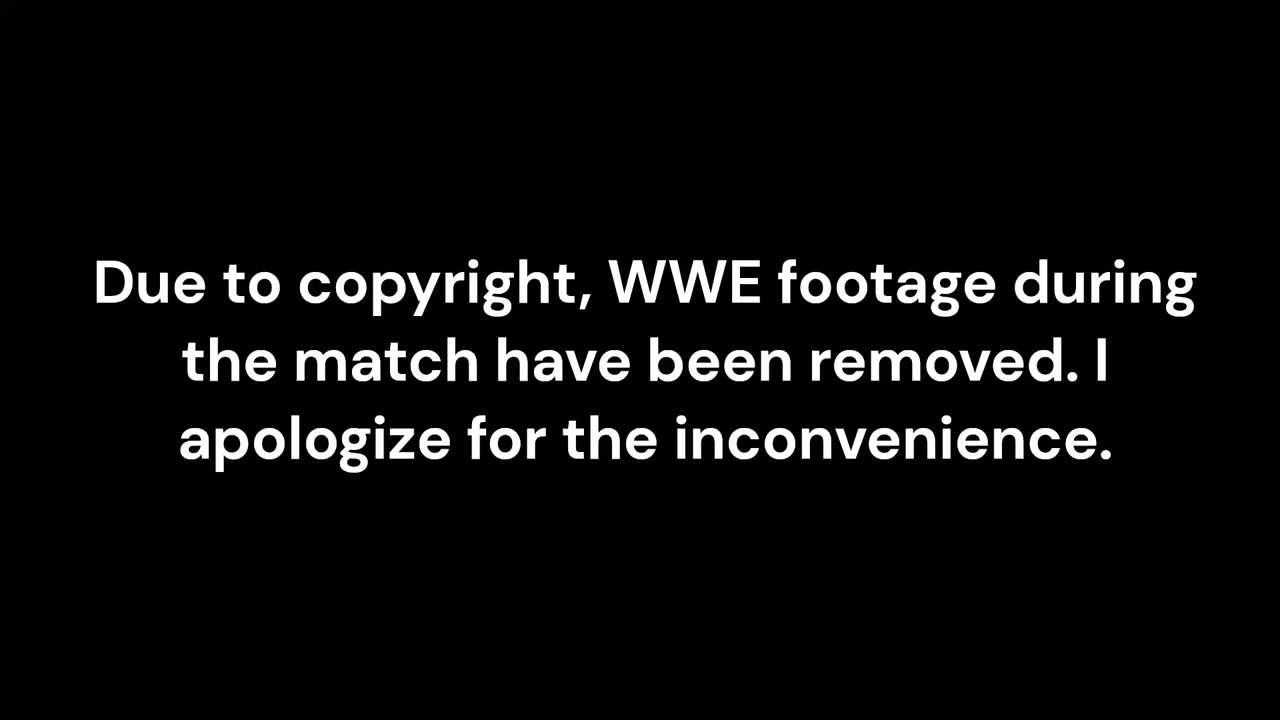 Due to copyright, WWE footage during
the match have been removed. I
apologize for the inconvenience.